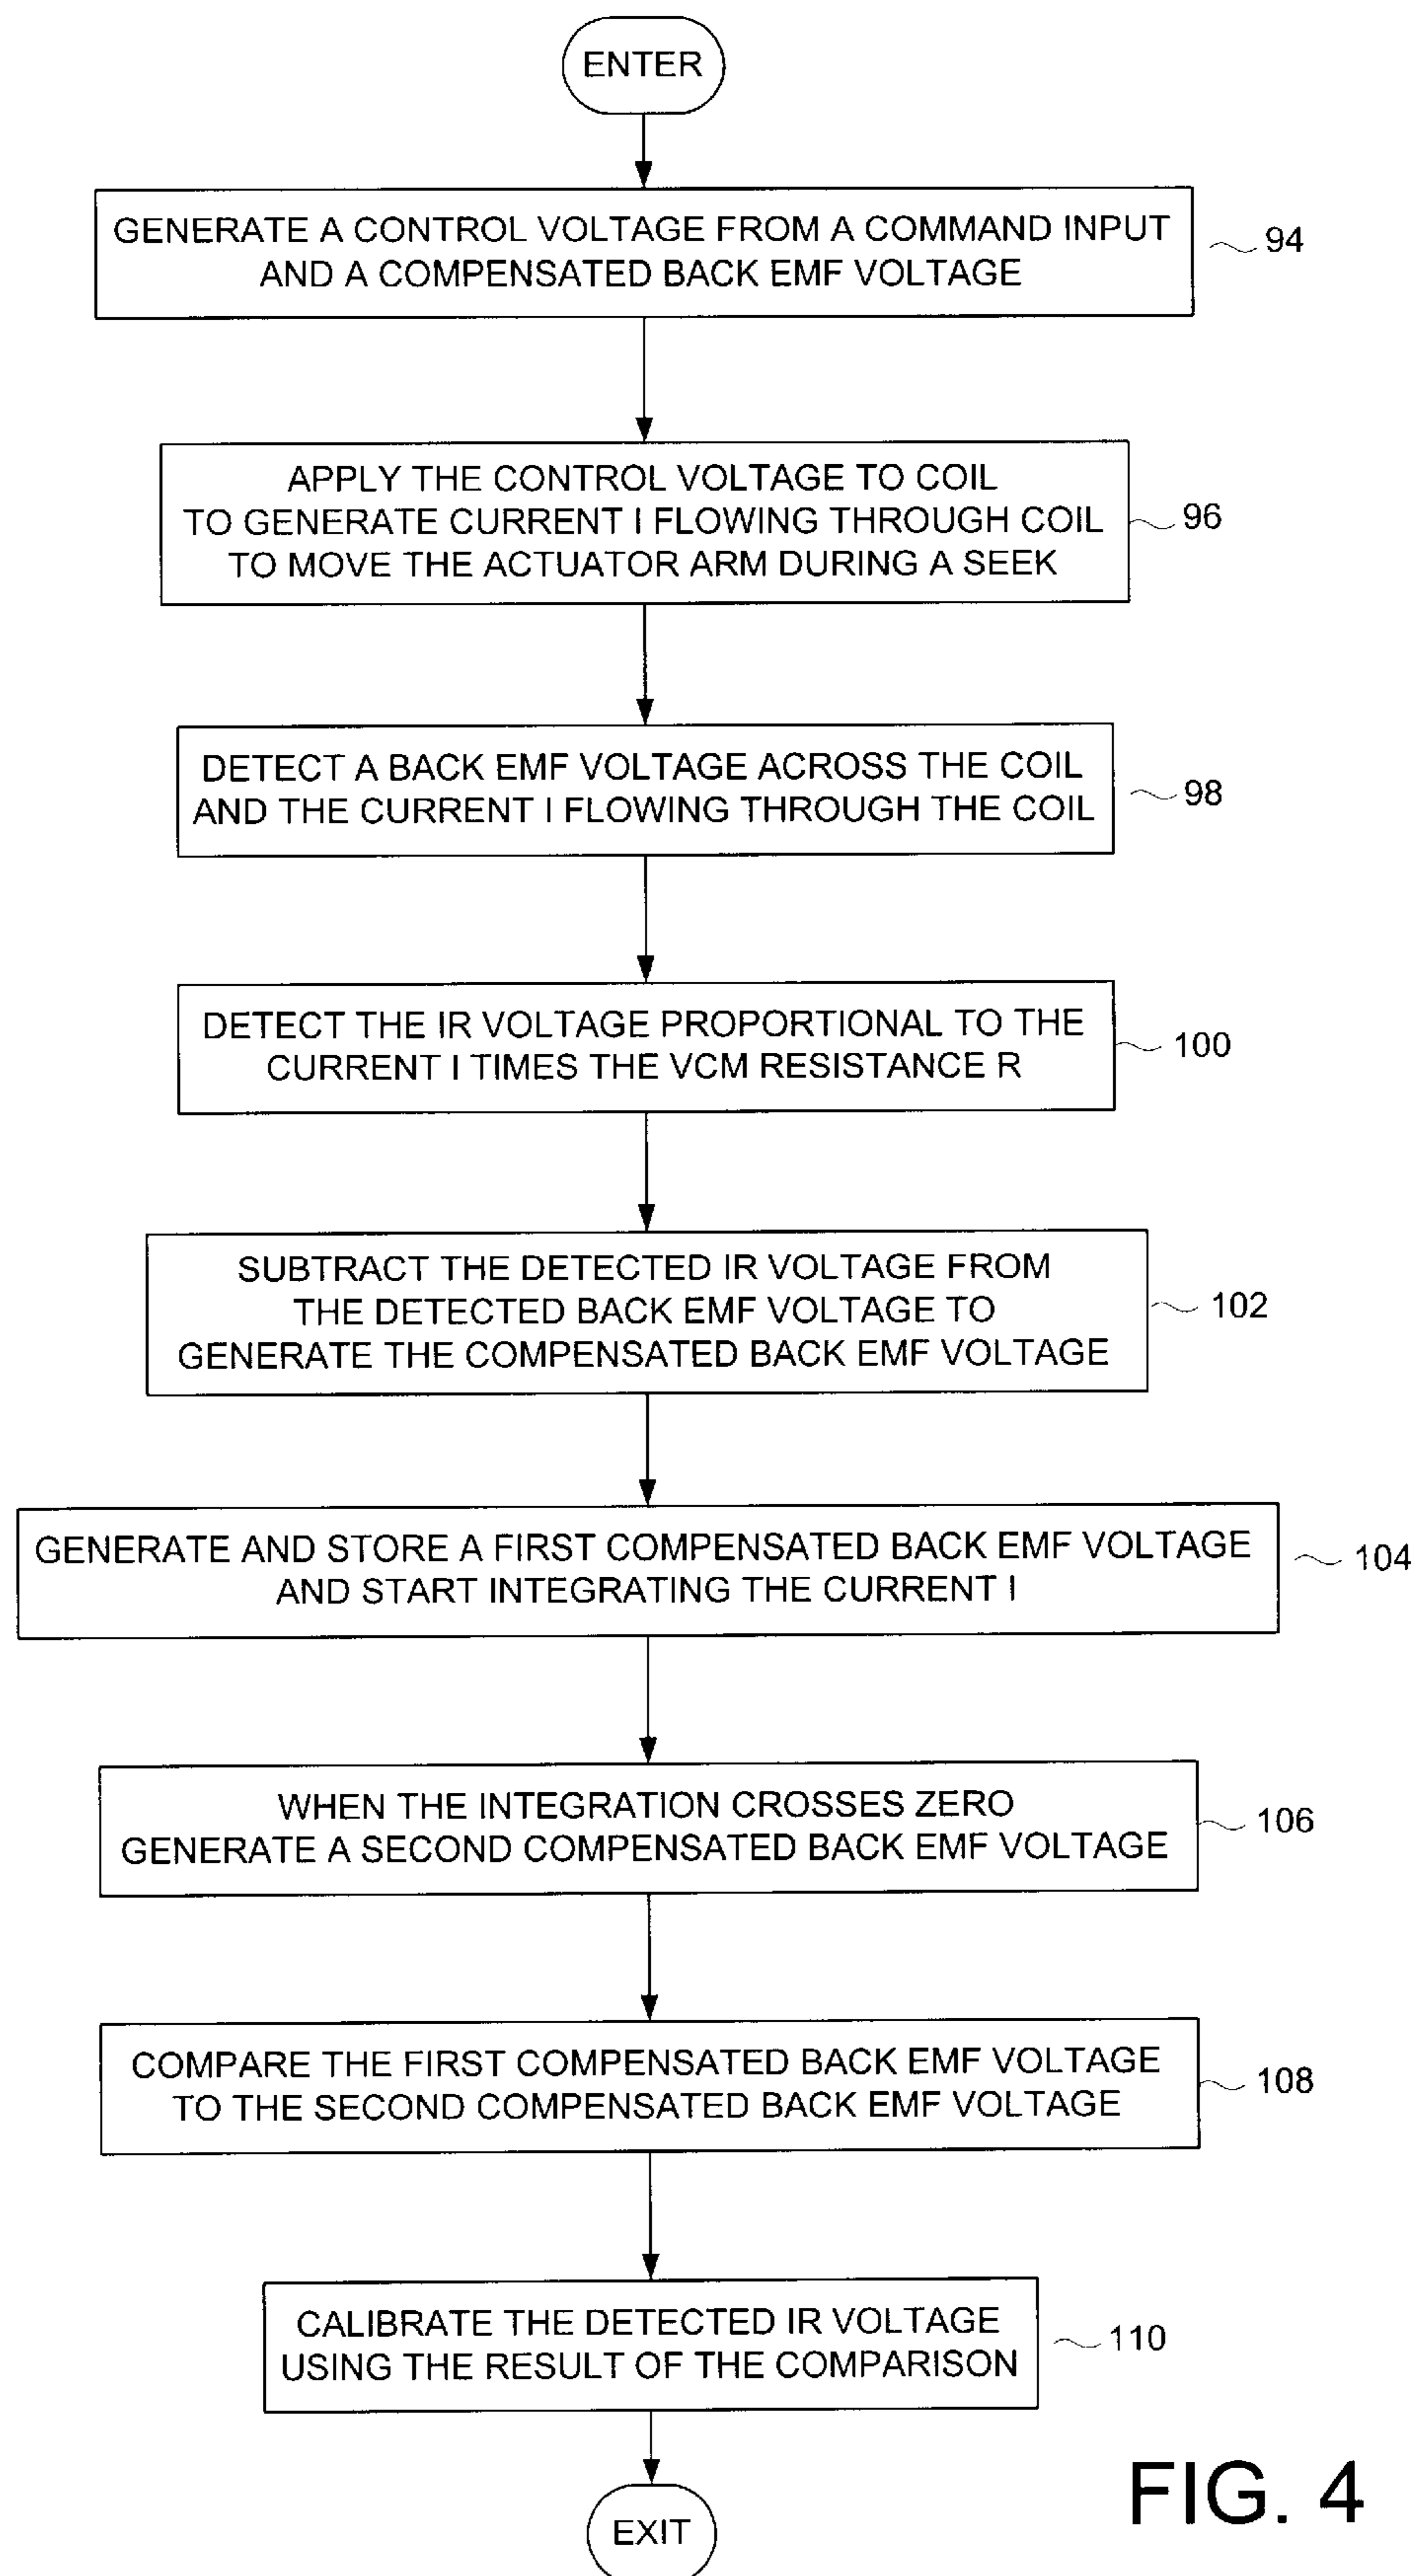 ENTER
GENERATE A CONTROL VOLTAGE FROM A COMMAND INPUT
AND A COMPENSATED BACK EMF VOLTAGE
94
APPLY THE CONTROL VOLTAGE TO COIL
TO GENERATE CURRENT I FLOWING THROUGH COIL
TO MOVE THE ACTUATOR ARM DURING A SEEK
96
DETECT A BACK EMF VOLTAGE ACROSS THE COIL
AND THE CURRENT I FLOWING THROUGH THE COIL
98
DETECT THE IR VOLTAGE PROPORTIONAL TO THE
CURRENT I TIMES THE VCM RESISTANCE R
100
SUBTRACT THE DETECTED IR VOLTAGE FROM
THE DETECTED BACK EMF VOLTAGE TO
GENERATE THE COMPENSATED BACK EMF VOLTAGE
102
GENERATE AND STORE A FIRST COMPENSATED BACK EMF VOLTAGE
AND START INTEGRATING THE CURRENT I
104
WHEN THE INTEGRATION CROSSES ZERO
GENERATE A SECOND COMPENSATED BACK EMF VOLTAGE
106
COMPARE THE FIRST COMPENSATED BACK EMF VOLTAGE
TO THE SECOND COMPENSATED BACK EMF VOLTAGE
108
CALIBRATE THE DETECTED IR VOLTAGE
USING THE RESULT OF THE COMPARISON
110
EXIT
FIG. 4